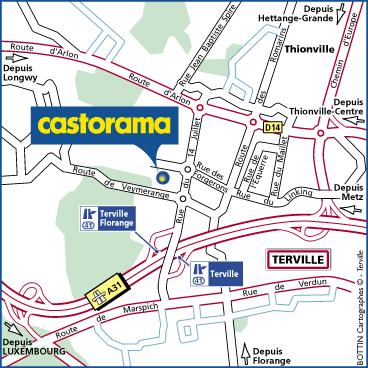 Depuis
Hettange-Grande
Thionville
Rue Jean Baptiste Spire
Route des Romains
Chemin d'Europe
Route d'Arlon
Depuis
Longwy
d'Arlon
Route
Depuis
Thionville-Centre
D14
castorama
Rue du 14 Juillet
Rue des
Forgerons
Rue de
l'Equerre
Rue du Maillet
Route de Veymerange
Rue du Linking
Depuis
Metz
41
Terville
Florange
41
Terville
TERVILLE
A31
Rue de Verdun
Route de Marspich
Depuis
LUXEMBOURG
Depuis
Florange
BOTTIN Cartographes © - Terville